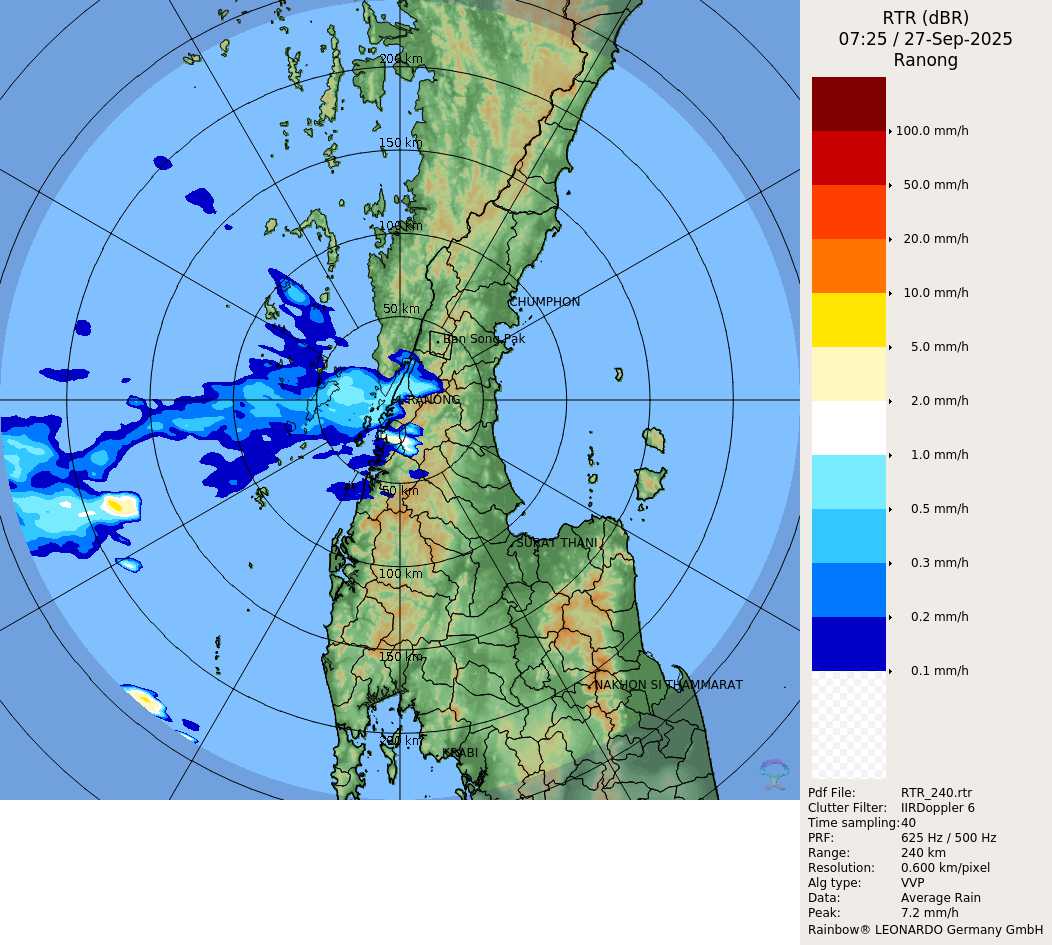 RTR (dBR)
07:25 / 27-Sep-2025
Ranong
200 km
150 km
100 km
50 km
CHUMPHON
Ban Song Pak
RANONG
50 km
SURAT THANI
100 km
150 km
NAKHON SI THAMMARAT
200 km
KRABI
100.0 mm/h
50.0 mm/h
20.0 mm/h
10.0 mm/h
5.0 mm/h
2.0 mm/h
1.0 mm/h
0.5 mm/h
0.3 mm/h
0.2 mm/h
0.1 mm/h
Pdf File: RTR_240.rtr
Clutter Filter: IIRDoppler 6
Time sampling:40
PRF: 625 Hz / 500 Hz
Range: 240 km
Resolution: 0.600 km/pixel
Alg type: VVP
Data: Average Rain
Peak: 7.2 mm/h
Rainbow® LEONARDO Germany GmbH